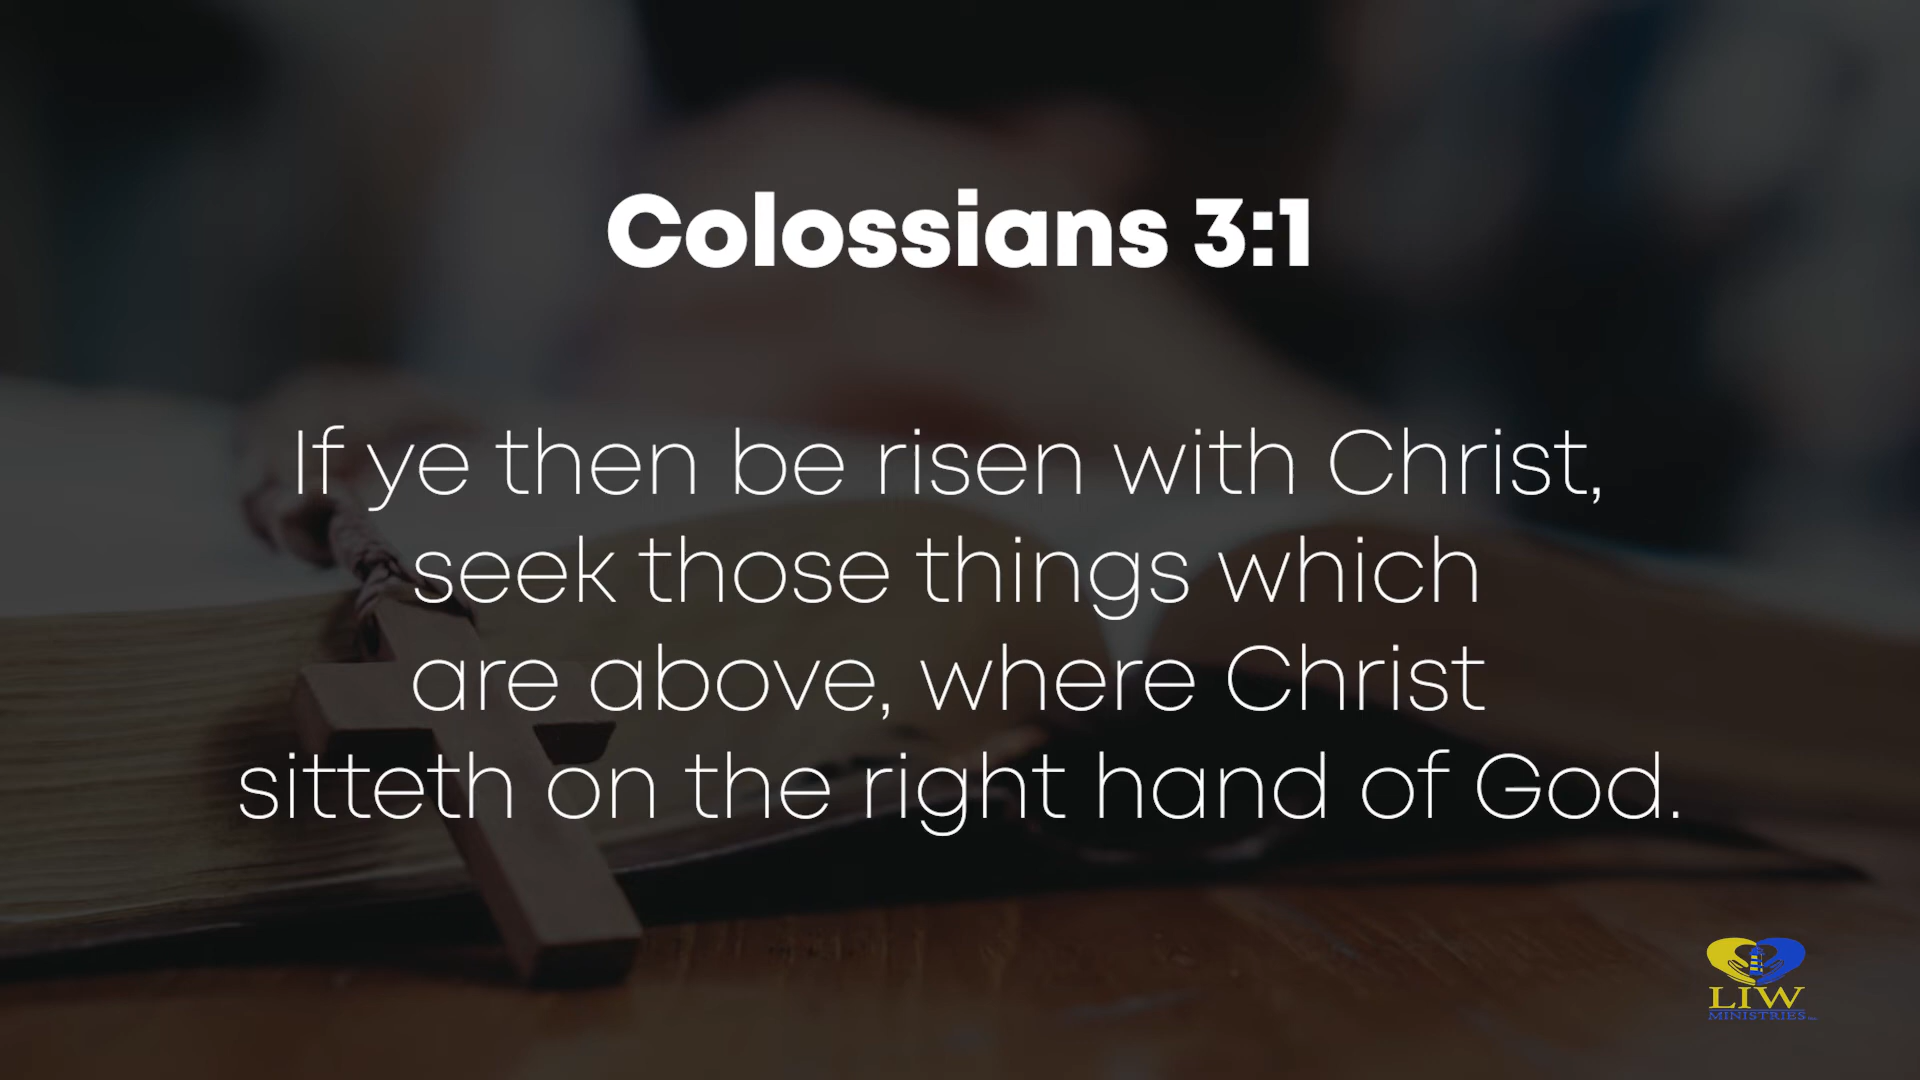 Colossians 3:1
If ye then be risen with Christ,
seek those things which
are above, where Christ
sitteth on the right hand of God.
LIW
MINISTRIES